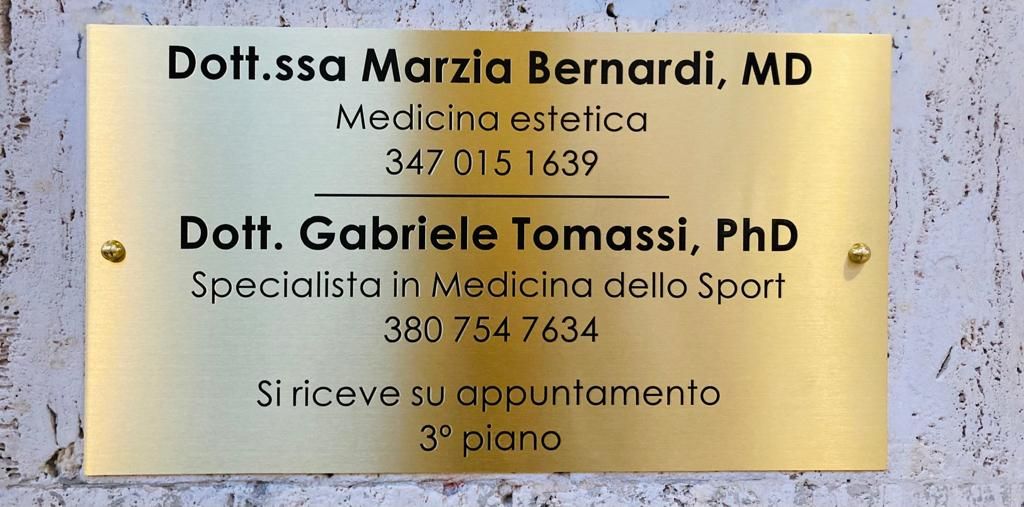 Dott.ssa Marzia Bernardi, MD
Medicina estetica
347 015 1639
Dott. Gabriele Tomassi, PhD
Specialista in Medicina dello Sport
380 754 7634
Si riceve su appuntamento
3º piano